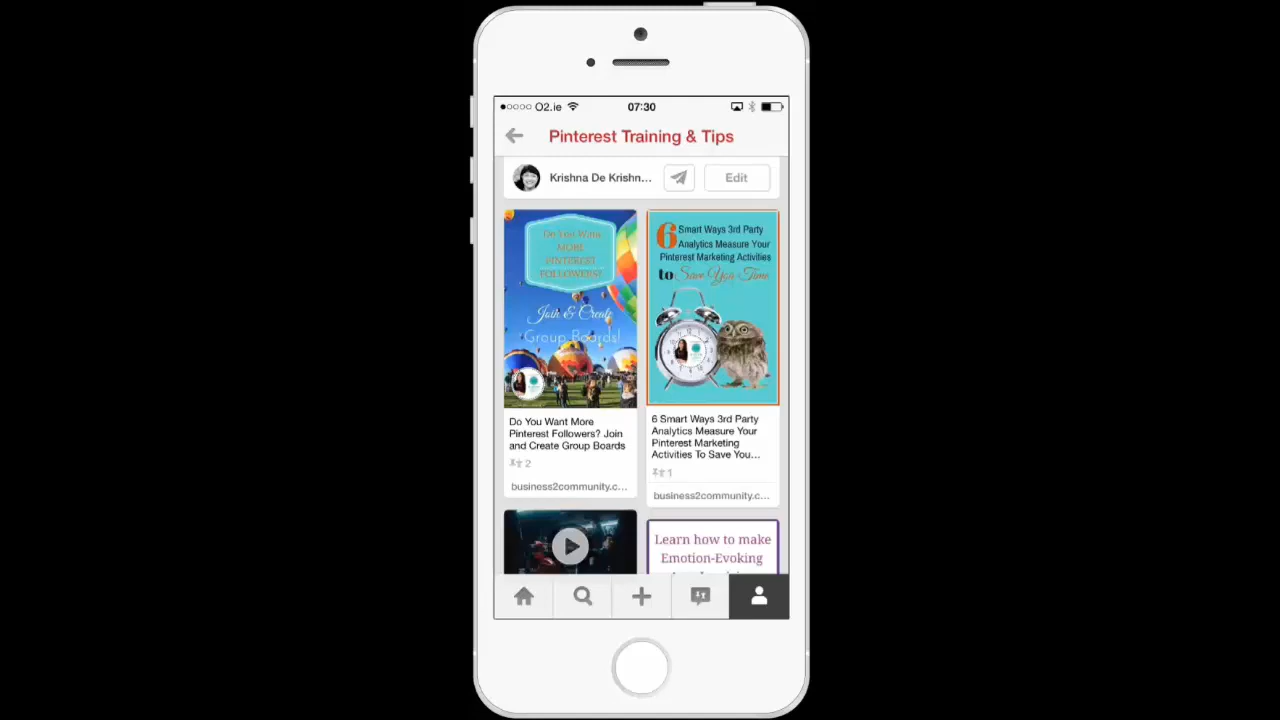 O2.ie
07:30
Pinterest Training & Tips
Krishna De Krishn...
Edit
Do You Want
MORE
PINTEREST
FOLLOWERS?
Join & Create
Group Boards!
6 Smart Ways 3rd Party
Analytics Measure Your
Pinterest Marketing Activities
to Save You Time
Do You Want More
Pinterest Followers? Join
and Create Group Boards
2
business2community.c...
6 Smart Ways 3rd Party
Analytics Measure Your
Pinterest Marketing
Activities To Save You...
1
business2community.c...
Learn how to make
Emotion-Evoking